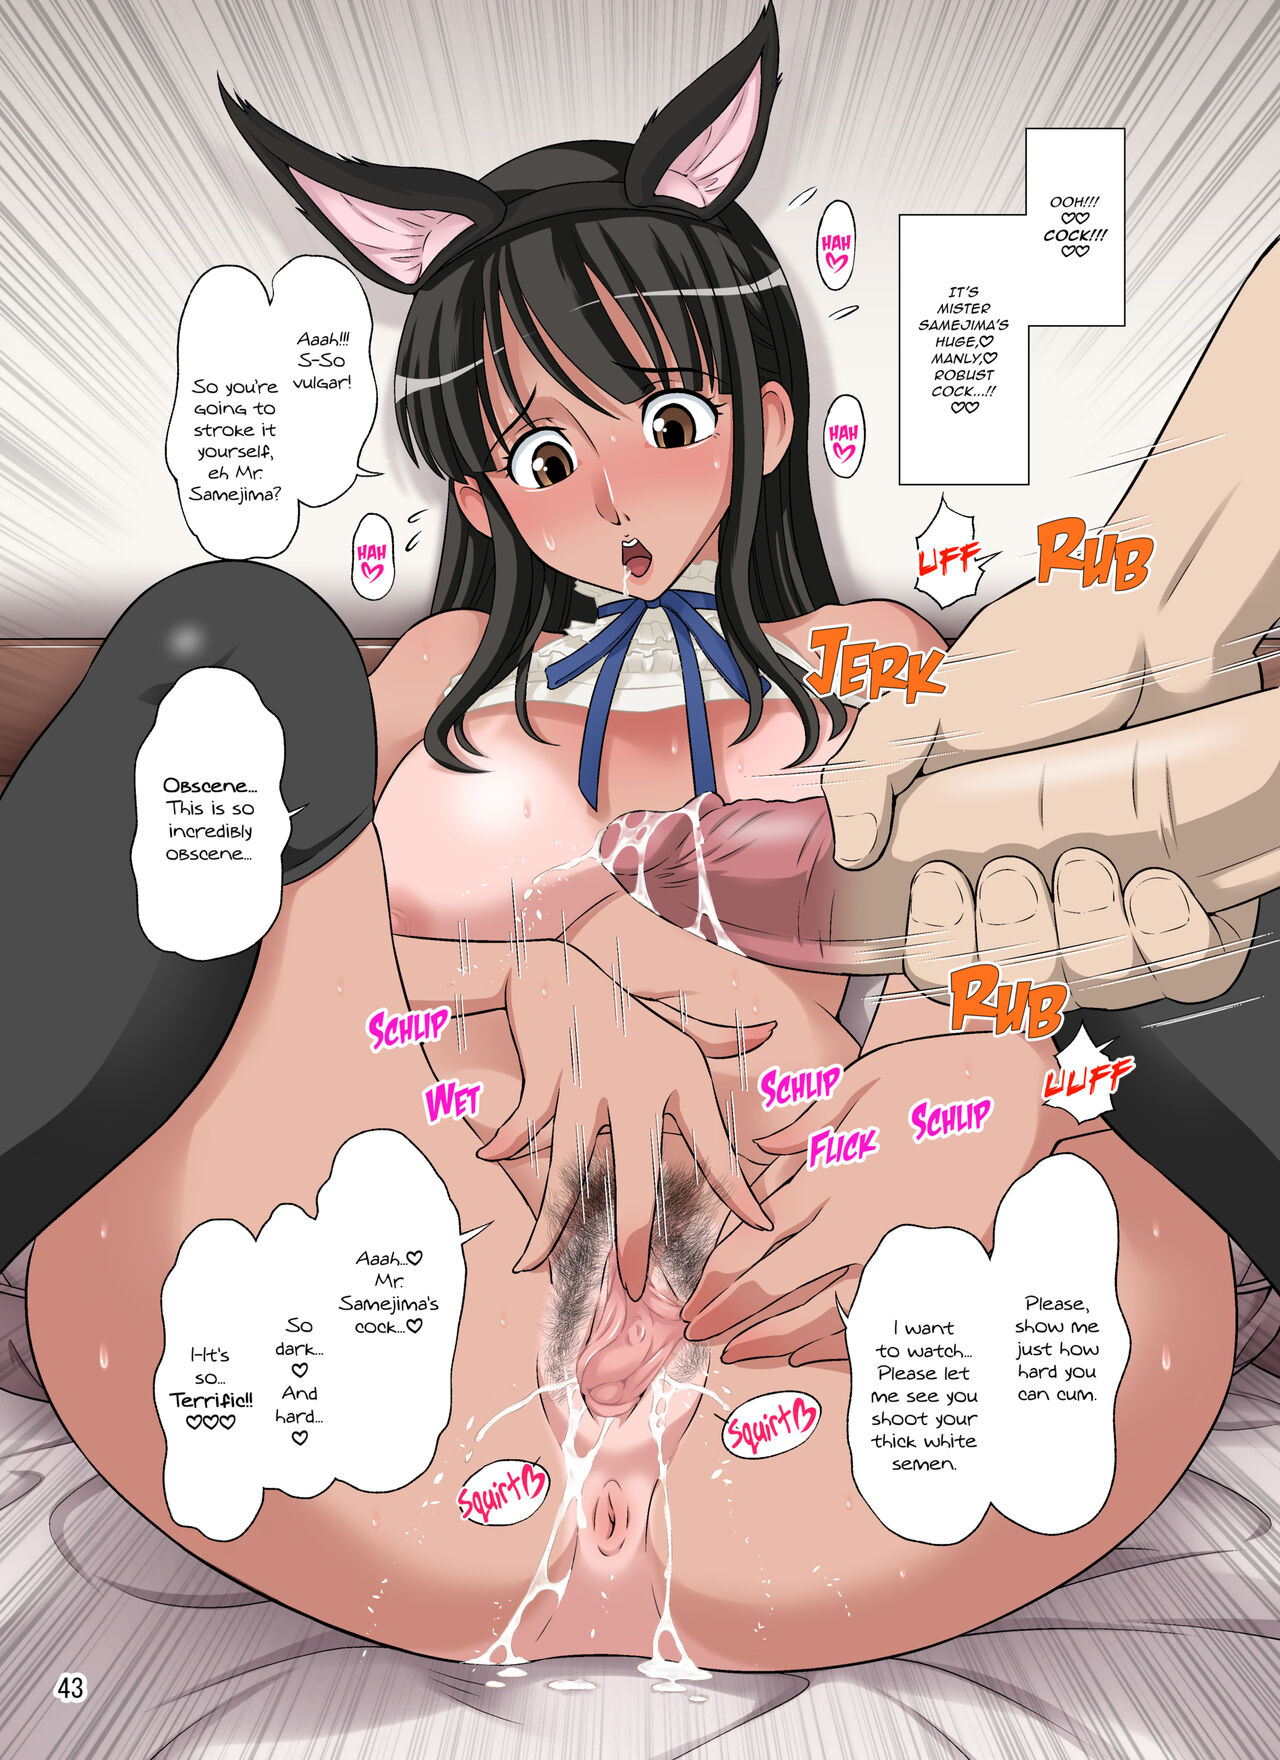 OOH!!!
♡♡
COCK!!!
♡♡
IT'S
MISTER
SAMEJIMA'S
HUGE,♡
MANLY,♡
ROBUST
COCK...!!
♡♡
HAH
♡
HAH
♡
HAH
♡
Aaah!!!
S-So
vulgar!
So you're
going to
stroke it
yourself,
eh Mr.
Samejima?
UFF
RUB
JERK
Obscene...
This is so
incredibly
obscene...
RUB
UUFF
SCHLIP
WET
SCHLIP
FLICK
SCHLIP
Please,
show me
just how
hard you
can cum.
I want
to watch...
Please let
me see you
shoot your
thick white
semen.
Aaah...♡
Mr.
Samejima's
cock...♡
So
dark...
♡
And
hard...
♡
I-It's
so...
Terrific!!
♡♡♡
Squirt♡
Squirt♡
43